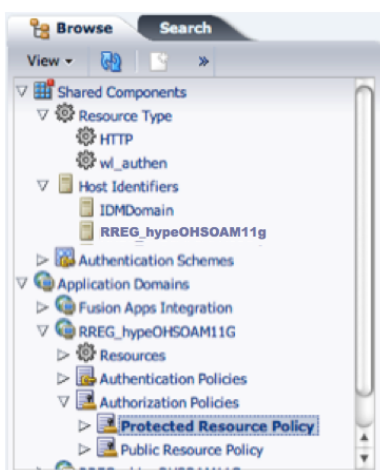 Browse Search
View »
Shared Components
Resource Type
HTTP
wl_authen
Host Identifiers
IDMDomain
RREG_hypeOHSOAM11g
Authentication Schemes
Application Domains
Fusion Apps Integration
RREG_hypeOHSOAM11G
Resources
Authentication Policies
Authorization Policies
Protected Resource Policy
Public Resource Policy